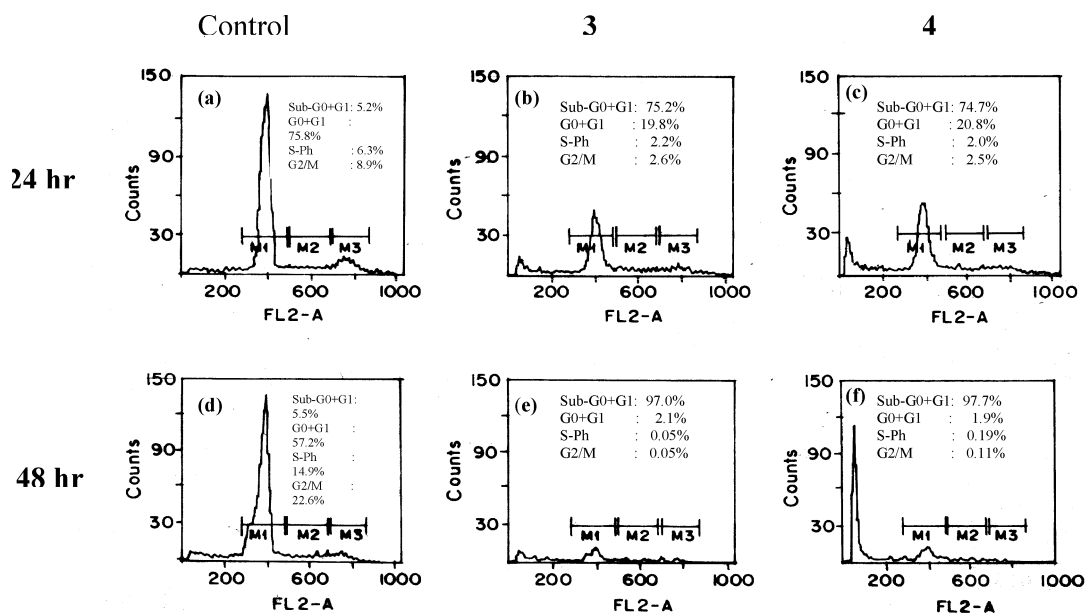 Control 3 4
24 hr
150
90
30
Counts
(a)
Sub-G0+G1: 5.2%
G0+G1 :
75.8%
S-Ph : 6.3%
G2/M : 8.9%
M1 M2 M3
200 600 1000
FL2-A
150
90
30
Counts
(b)
Sub-G0+G1: 75.2%
G0+G1 : 19.8%
S-Ph : 2.2%
G2/M : 2.6%
M1 M2 M3
200 600 1000
FL2-A
150
90
30
Counts
(c)
Sub-G0+G1: 74.7%
G0+G1 : 20.8%
S-Ph : 2.0%
G2/M : 2.5%
M1 M2 M3
200 600 1000
FL2-A
48 hr
150
90
30
Counts
(d)
Sub-G0+G1:
5.5%
G0+G1 :
57.2%
S-Ph :
14.9%
G2/M :
22.6%
M1 M2 M3
200 600 1000
FL2-A
150
90
30
Counts
(e)
Sub-G0+G1: 97.0%
G0+G1 : 2.1%
S-Ph : 0.05%
G2/M : 0.05%
M1 M2 M3
200 600 1000
FL2-A
150
90
30
Counts
(f)
Sub-G0+G1: 97.7%
G0+G1 : 1.9%
S-Ph : 0.19%
G2/M : 0.11%
M1 M2 M3
200 600 1000
FL2-A